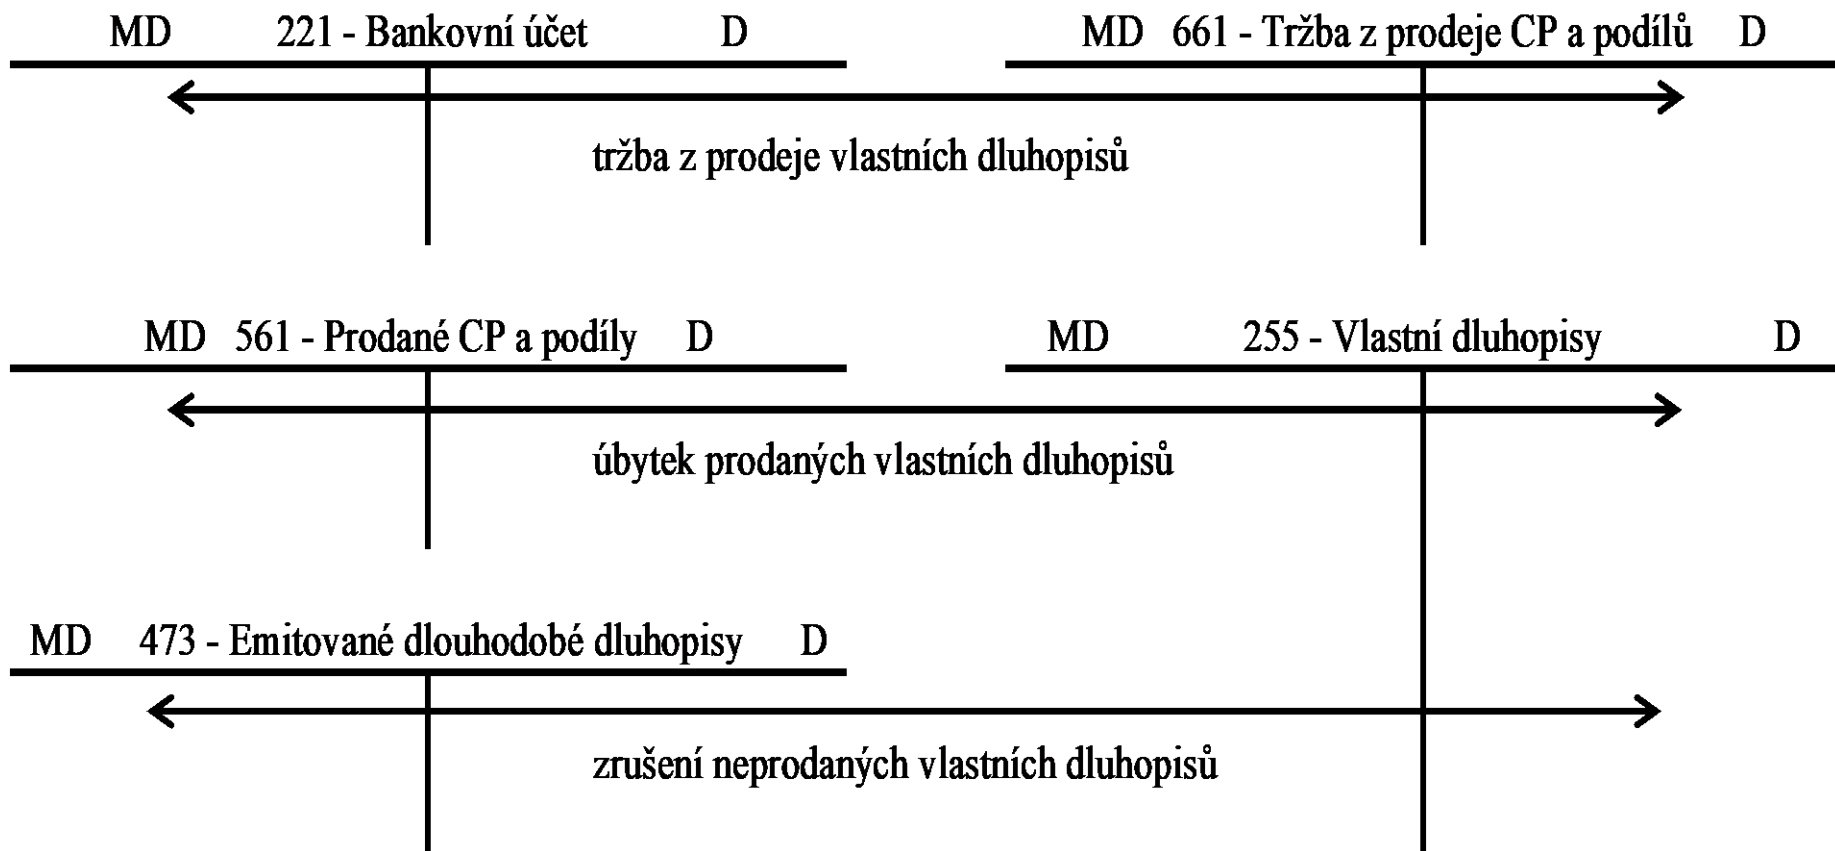 MD 221 - Bankovní účet D MD 661 - Tržba z prodeje CP a podílů D
tržba z prodeje vlastních dluhopisů
MD 561 - Prodané CP a podíly D MD 255 - Vlastní dluhopisy D
úbytek prodaných vlastních dluhopisů
MD 473 - Emitované dlouhodobé dluhopisy D
zrušení neprodaných vlastních dluhopisů